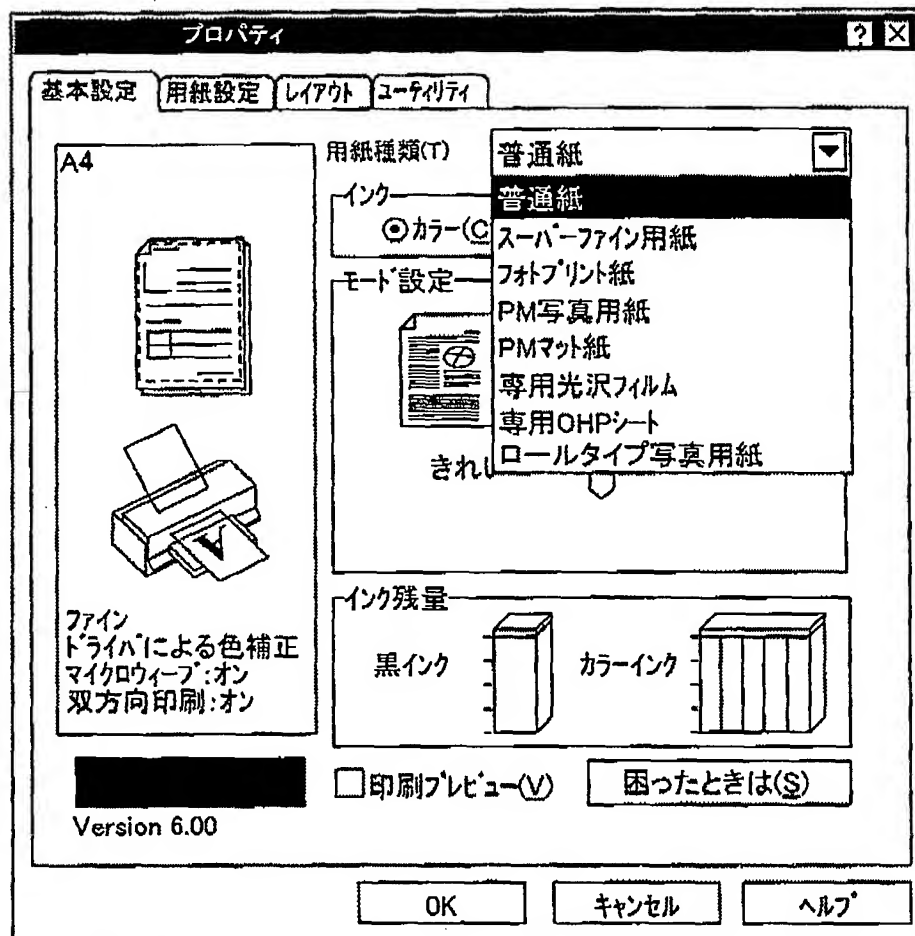 プロパティ
基本設定 用紙設定 レイアウト ユーティリティ
A4
用紙種類(T) 普通紙
普通紙
スーパーファイン用紙
フォトプリント紙
PM写真用紙
PMマット紙
専用光沢フィルム
専用OHPシート
ロールタイプ写真用紙
インク
カラー(C
モード設定
きれい
ファイン
ドライバによる色補正
マイクロウィーブ:オン
双方向印刷:オン
インク残量
黒インク カラーインク
印刷プレビュー(V) 困ったときは(S)
Version 6.00
OK キャンセル ヘルプ